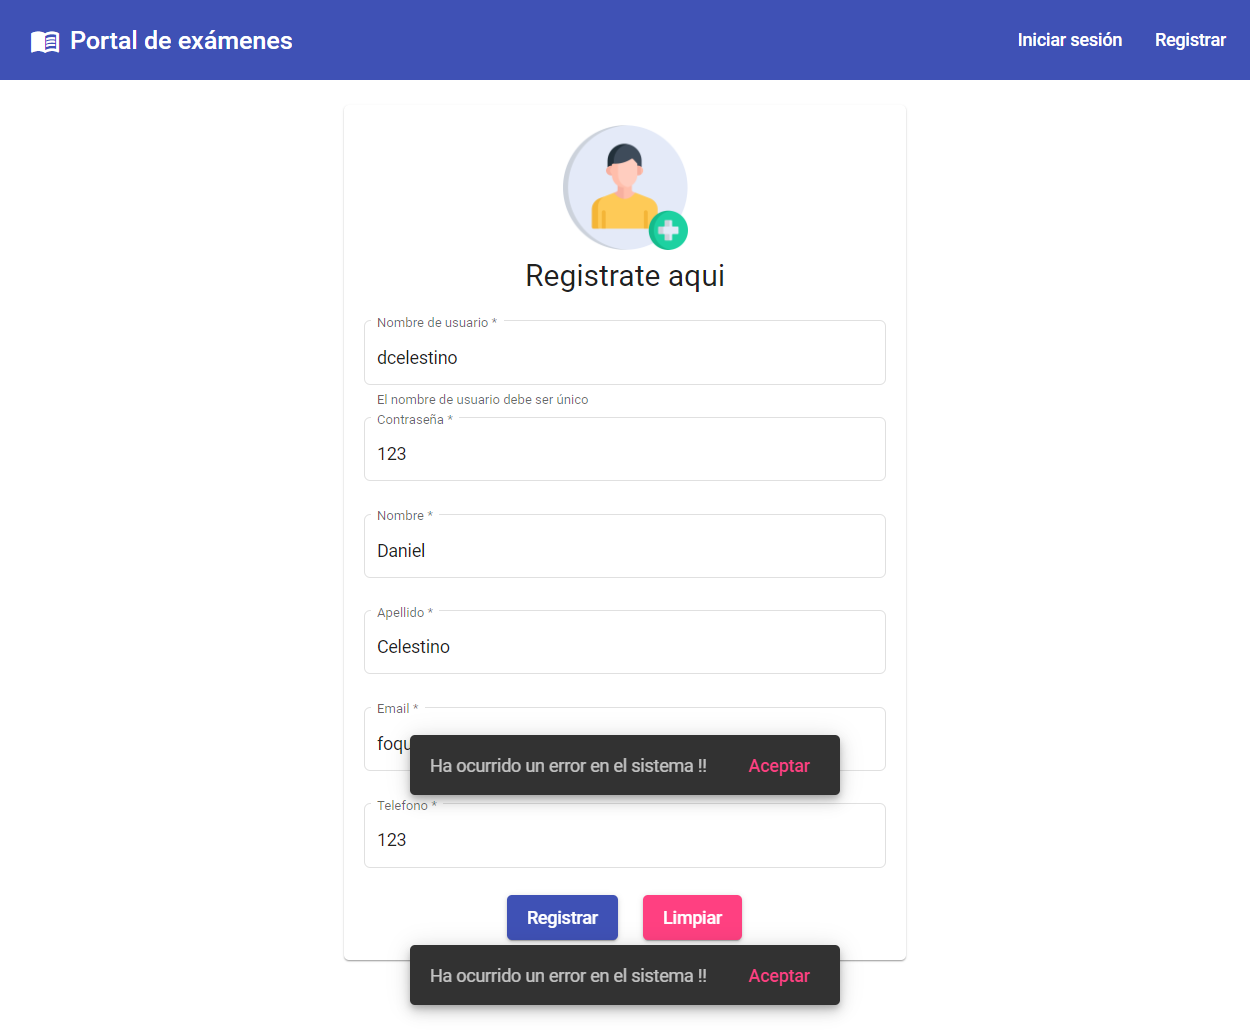 Portal de exámenes
Iniciar sesión
Registrar
Registrate aqui
Nombre de usuario *
dcelestino
El nombre de usuario debe ser único
Contraseña *
123
Nombre *
Daniel
Apellido *
Celestino
Email *
Ha ocurrido un error en el sistema !! Aceptar
Telefono *
123
Registrar
Limpiar
Ha ocurrido un error en el sistema !! Aceptar